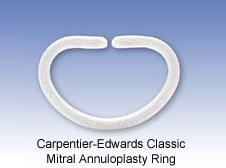 Carpentier-Edwards Classic
Mitral Annuloplasty Ring